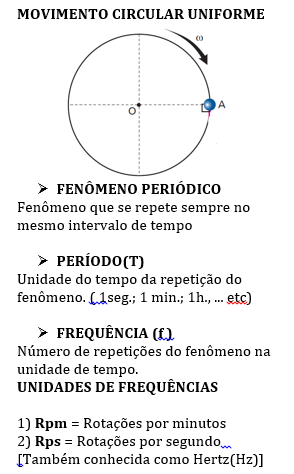 MOVIMENTO CIRCULAR UNIFORME
ω
O
A
➢ FENÔMENO PERIÓDICO
Fenômeno que se repete sempre no
mesmo intervalo de tempo
➢ PERÍODO(T)
Unidade do tempo da repetição do
fenômeno. ( 1seg.; 1 min.; 1h., ... etc)
➢ FREQUÊNCIA (f)
Número de repetições do fenômeno na
unidade de tempo.
UNIDADES DE FREQUÊNCIAS
1) Rpm = Rotações por minutos
2) Rps = Rotações por segundo
[Também conhecida como Hertz(Hz)]